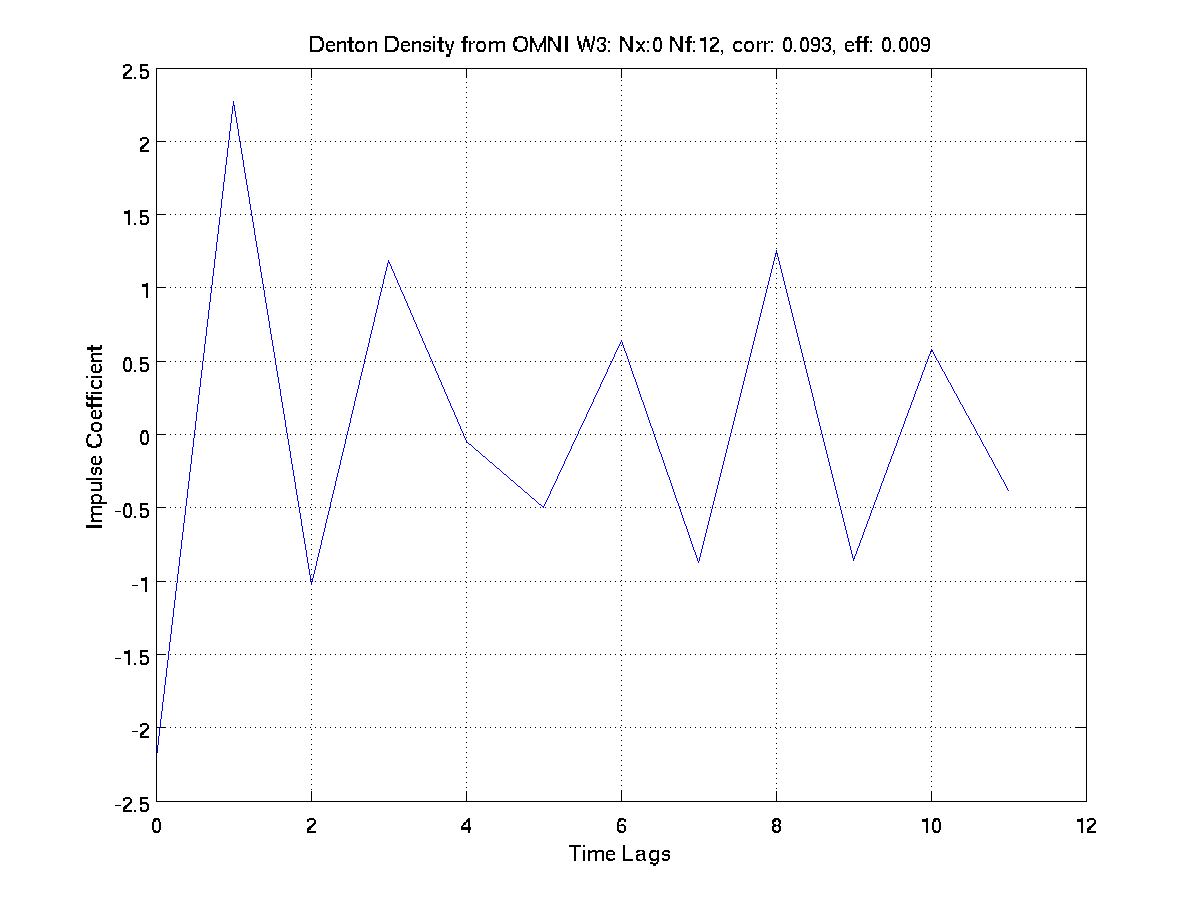 Denton Density from OMNI W3: Nx:0 Nf:12, corr: 0.093, eff: 0.009
2.5
2
1.5
1
0.5
0
-0.5
-1
-1.5
-2
-2.5
Impulse Coefficient
0 2 4 6 8 10 12
Time Lags